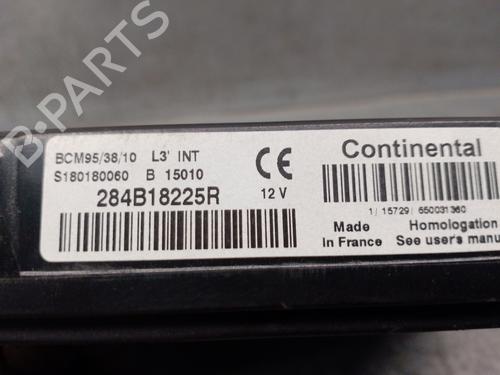 BCM95/38/10 L3' INT
S180180060 B 15010
284B18225R
12 V
CE
Continental
1/ 15729/ 650031360
Made
in France
Homologation
See user's manu
B-PARTS